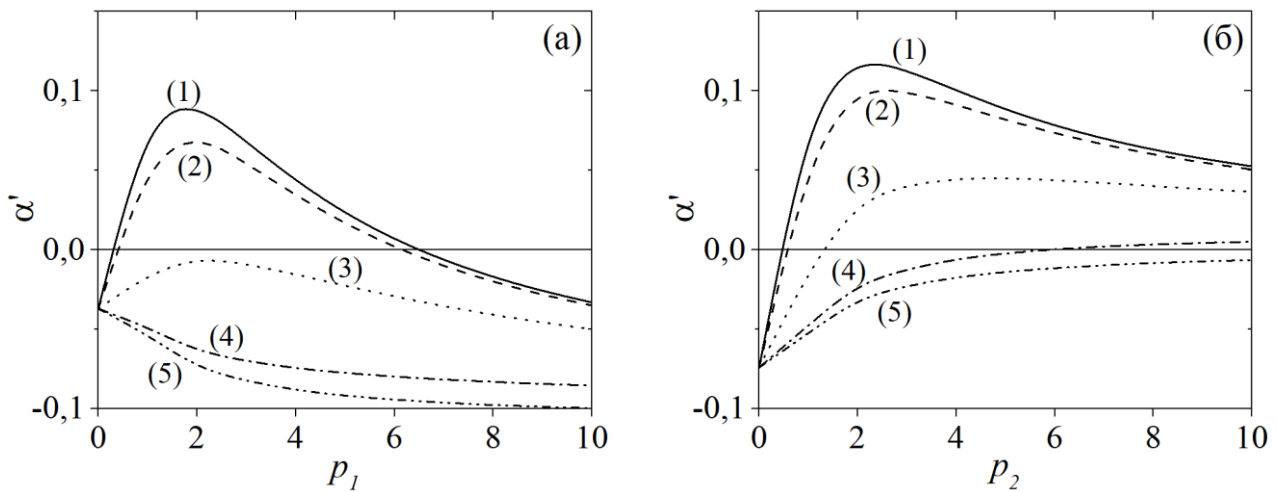 (а)
α'
0,1
0,0
-0,1
(1)
(2)
(3)
(4)
(5)
0 2 4 6 8 10
p1
(б)
α'
0,1
0,0
-0,1
(1)
(2)
(3)
(4)
(5)
0 2 4 6 8 10
p2